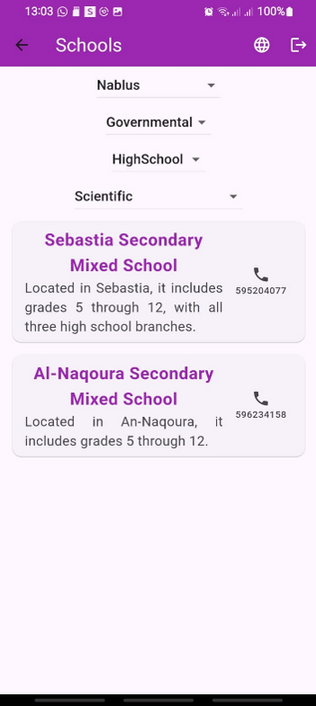 13:03 S 100%
Schools
Nablus
Governmental
HighSchool
Scientific
Sebastia Secondary
Mixed School
Located in Sebastia, it includes
grades 5 through 12, with all
three high school branches.
595204077
Al-Naqoura Secondary
Mixed School
Located in An-Naqoura, it
includes grades 5 through 12.
596234158